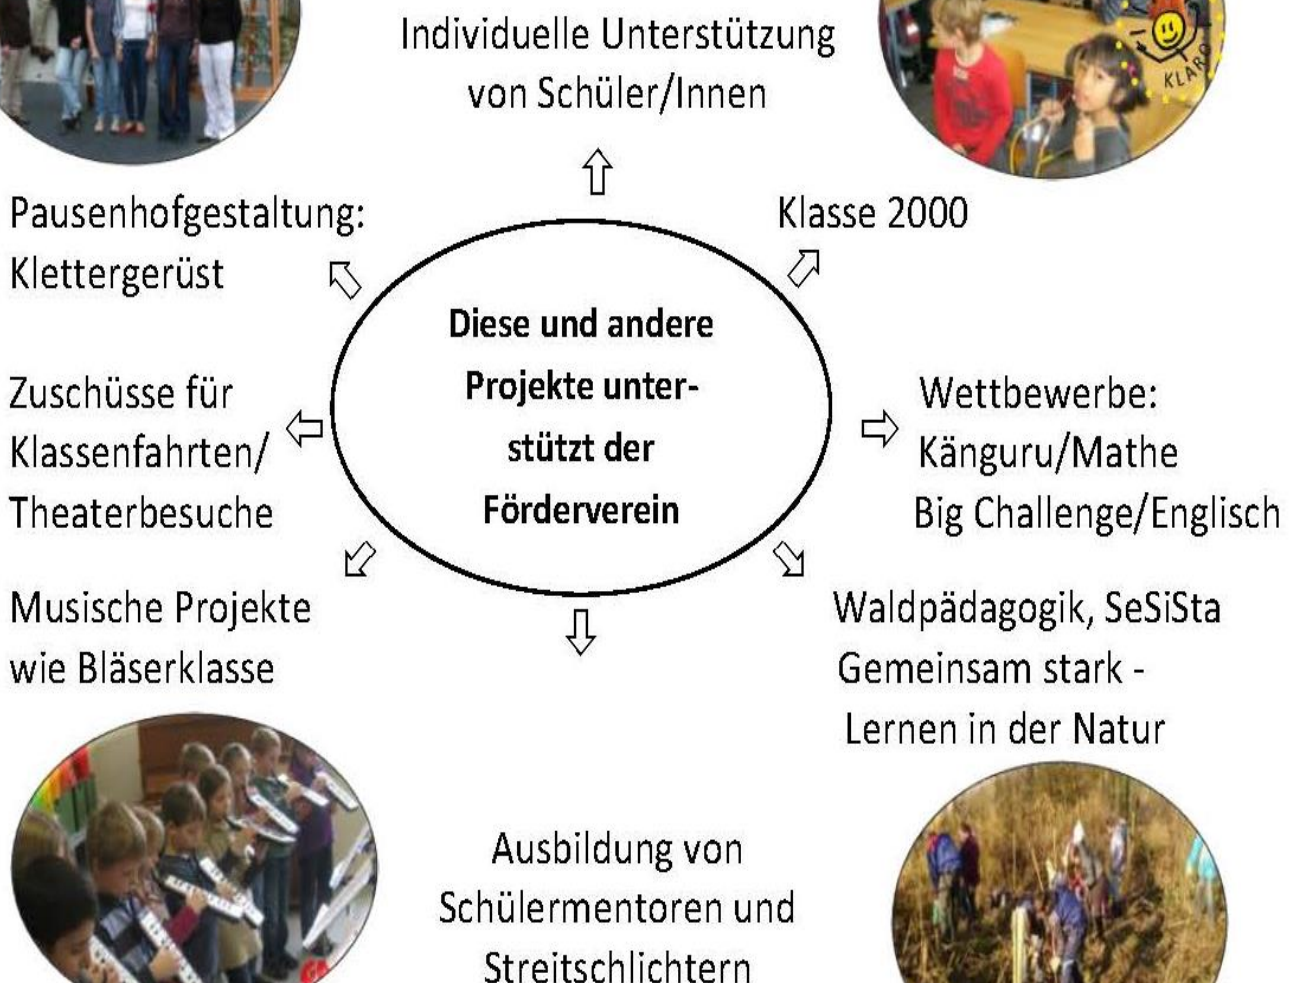 Individuelle Unterstützung
von Schüler/Innen
KLARO
Pausenhofgestaltung:
Klettergerüst
Klasse 2000
Diese und andere
Projekte unter-
stützt der
Förderverein
Zuschüsse für
Klassenfahrten/
Theaterbesuche
Wettbewerbe:
Känguru/Mathe
Big Challenge/Englisch
Musische Projekte
wie Bläserklasse
Waldpädagogik, SeSiSta
Gemeinsam stark -
Lernen in der Natur
Ausbildung von
Schülermentoren und
Streitschlichtern